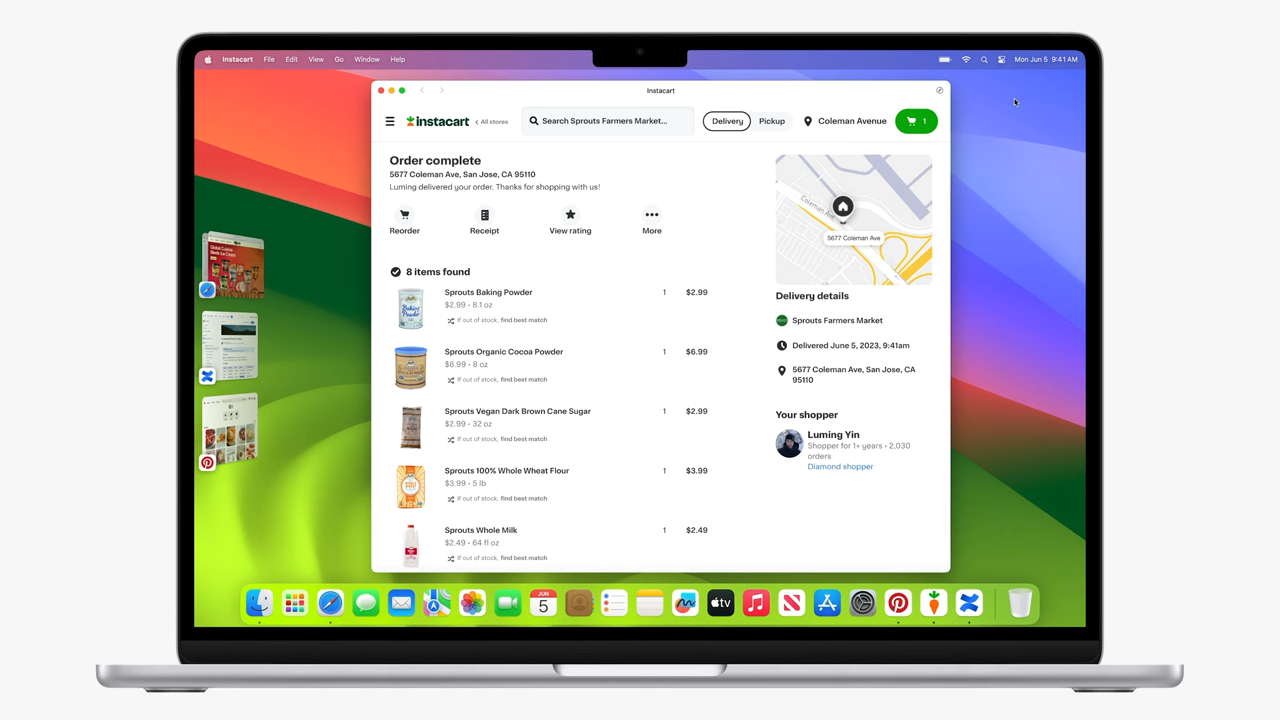 Instacart File Edit View Go Window Help
Mon Jun 5 9:41 AM
Instacart
instacart
All stores
Search Sprouts Farmers Market...
Delivery
Pickup
Coleman Avenue
1
Order complete
5677 Coleman Ave, San Jose, CA 95110
Luming delivered your order. Thanks for shopping with us!
Reorder
Receipt
View rating
More
8 items found
Sprouts Baking Powder 1 $2.99
$2.99 • 8.1 oz
If out of stock, find best match
Sprouts Organic Cocoa Powder 1 $6.99
$6.99 • 8 oz
If out of stock, find best match
Sprouts Vegan Dark Brown Cane Sugar 1 $2.99
$2.99 • 32 oz
If out of stock, find best match
Sprouts 100% Whole Wheat Flour 1 $3.99
$3.99 • 5 lb
If out of stock, find best match
Sprouts Whole Milk 1 $2.49
$2.49 • 64 fl oz
If out of stock, find best match
Coleman Ave
5677 Coleman Ave
Delivery details
Sprouts Farmers Market
Delivered June 5, 2023, 9:41am
5677 Coleman Ave, San Jose, CA
95110
Your shopper
Luming Yin
Shopper for 1+ years • 2,030
orders
Diamond shopper
Baking
Powder
JUN
5
tv